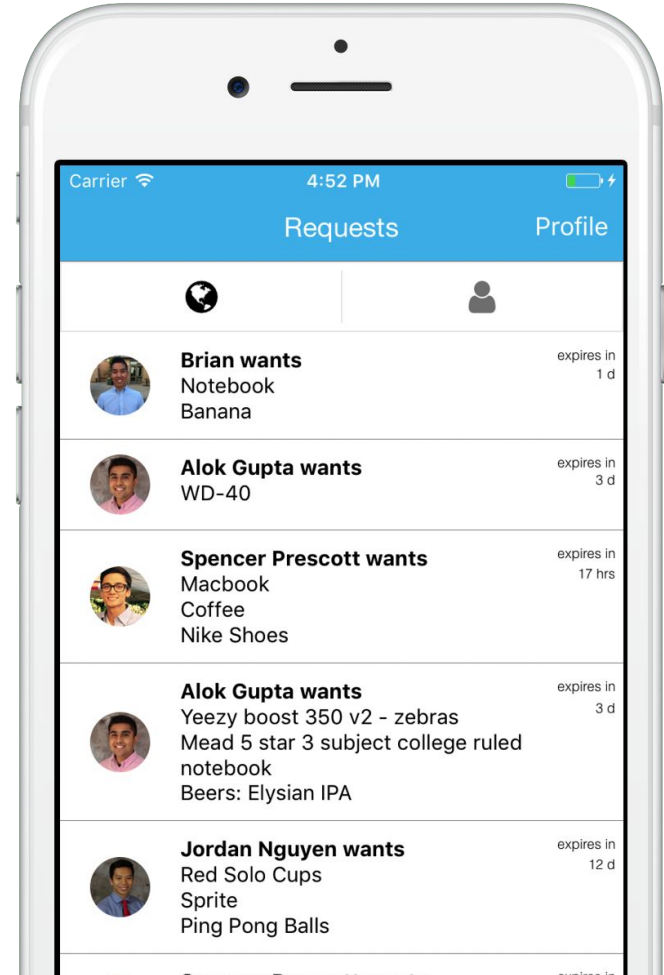 Carrier
4:52 PM
Requests
Profile
Brian wants
Notebook
Banana
expires in
1 d
Alok Gupta wants
WD-40
expires in
3 d
Spencer Prescott wants
Macbook
Coffee
Nike Shoes
expires in
17 hrs
Alok Gupta wants
Yeezy boost 350 v2 - zebras
Mead 5 star 3 subject college ruled
notebook
Beers: Elysian IPA
expires in
3 d
Jordan Nguyen wants
Red Solo Cups
Sprite
Ping Pong Balls
expires in
12 d
expires in